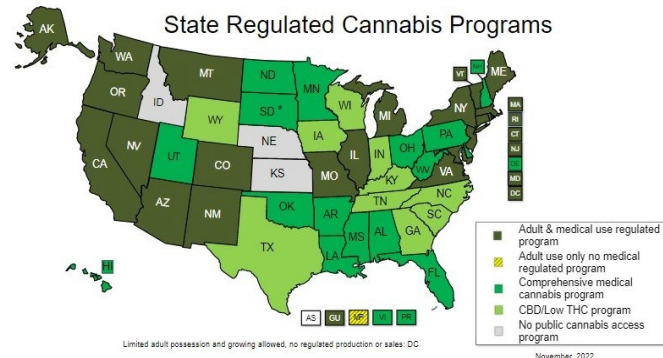 State Regulated Cannabis Programs
AK
WA
OR
CA
NV
ID
MT
WY
UT
AZ
CO
NM
ND
SD *
NE
KS
OK
TX
MN
IA
MO
AR
LA
WI
IL
MI
IN
KY
TN
MS
AL
OH
WV
PA
VA
NC
SC
GA
FL
NY
VT
NH
ME
MA
RI
CT
NJ
DE
MD
DC
HI
AS
GU
MP
VI
PR
Adult & medical use regulated
program
Adult use only no medical
regulated program
Comprehensive medical
cannabis program
CBD/Low THC program
No public cannabis access
program
Limited adult possession and growing allowed, no regulated production or sales: DC
November, 2022